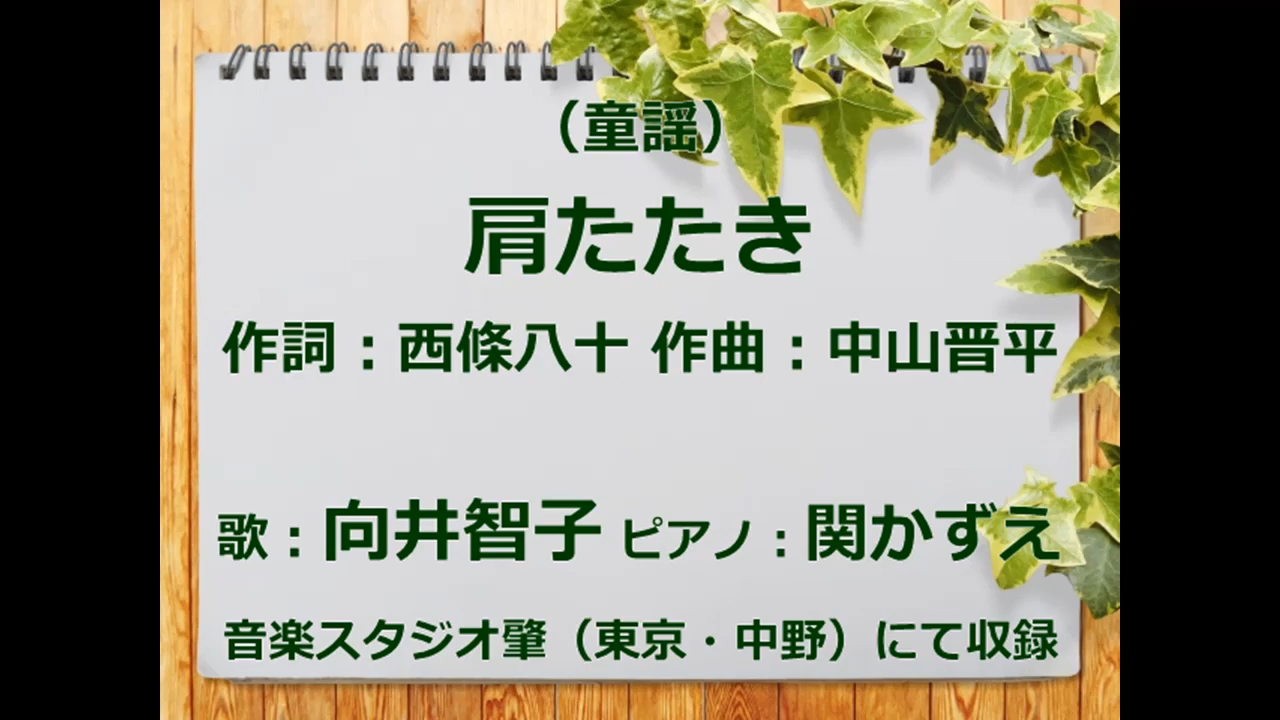 （童謡）
肩たたき
作詞：西條八十 作曲：中山晋平
歌：向井智子 ピアノ：関かずえ
音楽スタジオ肇（東京・中野）にて収録